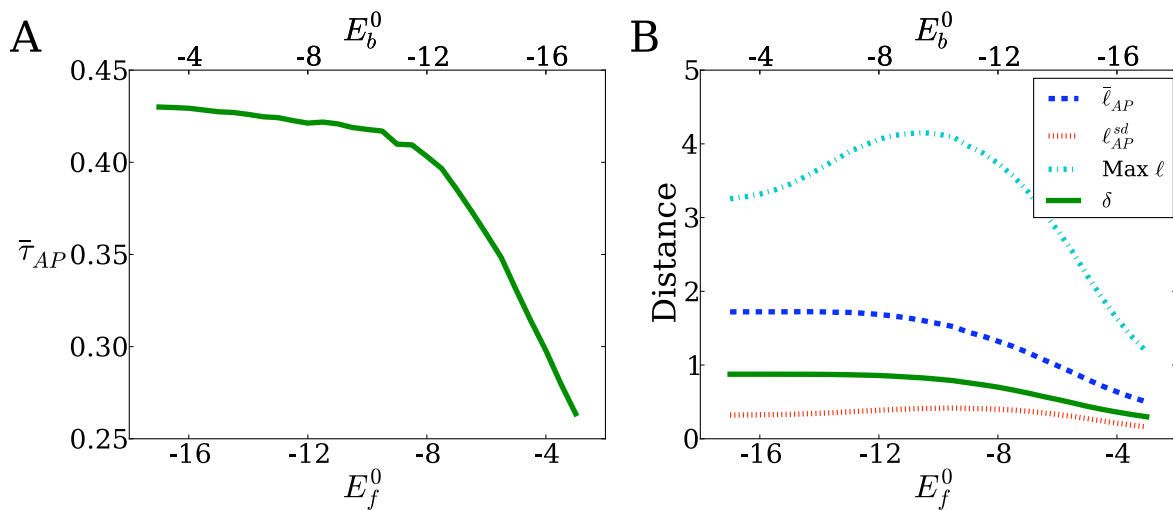 A
E_b^0
-4 -8 -12 -16
0.45
0.40
0.35
0.30
0.25
τ̄_AP
-16 -12 -8 -4
E_f^0
B
E_b^0
-4 -8 -12 -16
5
4
3
2
1
0
Distance
ℓ̄_AP
ℓ_AP^sd
Max ℓ
δ
-16 -12 -8 -4
E_f^0